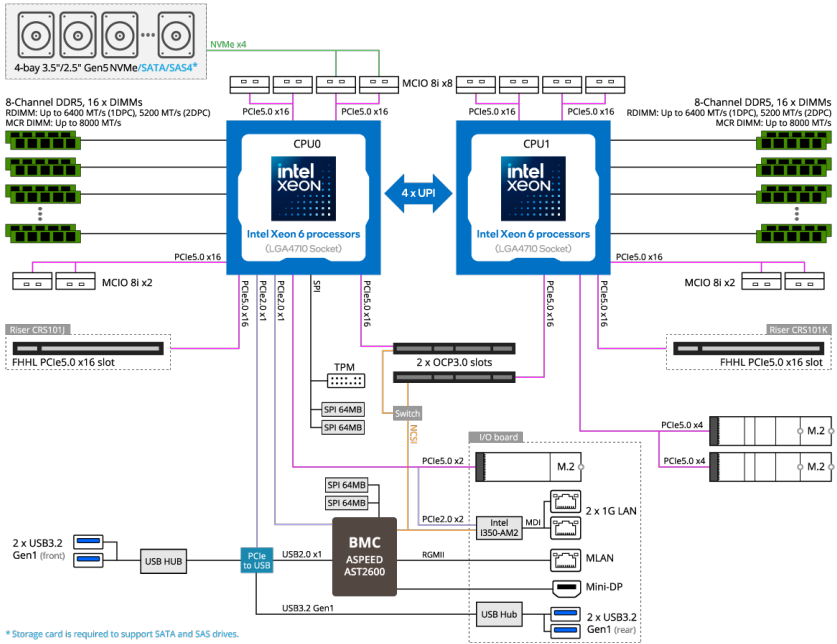 NVMe x4
4-bay 3.5"/2.5" Gen5 NVMe/SATA/SAS4*
MCIO 8i x8
8-Channel DDR5, 16 x DIMMs
RDIMM: Up to 6400 MT/s (1DPC), 5200 MT/s (2DPC)
MCR DIMM: Up to 8000 MT/s
PCIe5.0 x16
PCIe5.0 x16
PCIe5.0 x16
PCIe5.0 x16
8-Channel DDR5, 16 x DIMMs
RDIMM: Up to 6400 MT/s (1DPC), 5200 MT/s (2DPC)
MCR DIMM: Up to 8000 MT/s
CPU0
intel
XEON
Intel Xeon 6 processors
(LGA4710 Socket)
4 x UPI
CPU1
intel
XEON
Intel Xeon 6 processors
(LGA4710 Socket)
PCIe5.0 x16
MCIO 8i x2
PCIe5.0 x16
MCIO 8i x2
PCIe5.0 x16
PCIe2.0 x1
PCIe2.0 x1
SPI
PCIe5.0 x16
PCIe5.0 x16
PCIe5.0 x16
Riser CRS101J
FHHL PCIe5.0 x16 slot
Riser CRS101K
FHHL PCIe5.0 x16 slot
2 x OCP3.0 slots
TPM
SPI 64MB
SPI 64MB
Switch
NCSI
I/O board
PCIe5.0 x4
M.2
PCIe5.0 x4
M.2
PCIe5.0 x2
M.2
SPI 64MB
SPI 64MB
PCIe2.0 x2
Intel
I350-AM2
MDI
2 x 1G LAN
BMC
ASPEED
AST2600
RGMII
MLAN
Mini-DP
2 x USB3.2
Gen1 (front)
USB HUB
PCIe
to USB
USB2.0 x1
USB3.2 Gen1
USB Hub
2 x USB3.2
Gen1 (rear)
* Storage card is required to support SATA and SAS drives.